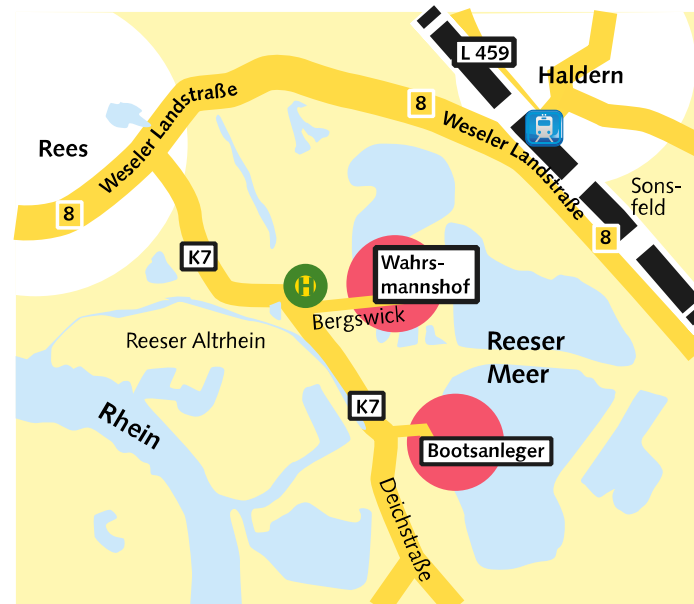 L 459
Haldern
8
Weseler Landstraße
Weseler Landstraße
Rees
Sons-
feld
8
8
K7
H
Wahrs-
mannshof
Bergswick
Reeser Altrhein
Reeser
Meer
K7
Rhein
Bootsanleger
Deichstraße